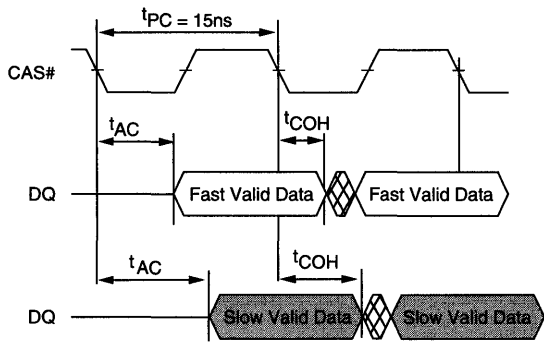 tPC = 15ns
CAS#
tAC
tCOH
DQ
Fast Valid Data
Fast Valid Data
tAC
tCOH
DQ
Slow Valid Data
Slow Valid Data